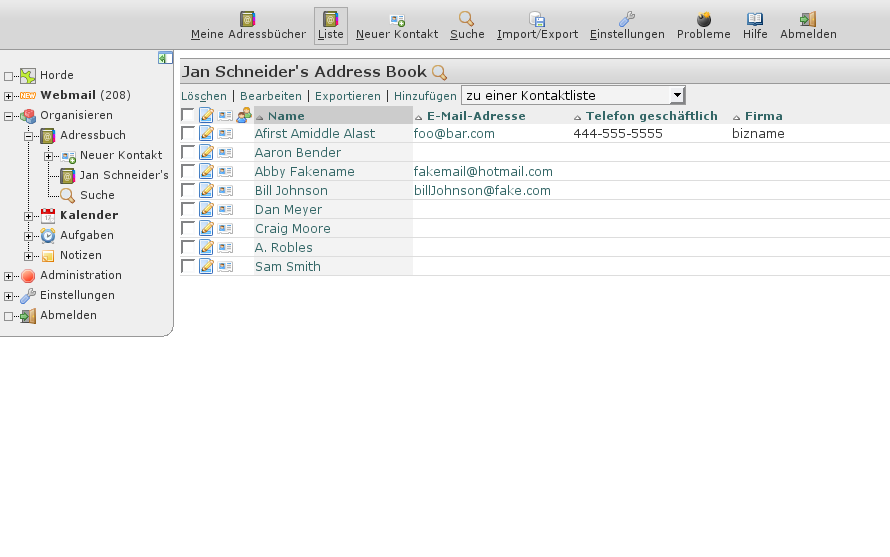 Meine Adressbücher Liste Neuer Kontakt Suche Import/Export Einstellungen Probleme Hilfe Abmelden
Horde
Webmail (208)
Organisieren
Adressbuch
Neuer Kontakt
Jan Schneider's
Suche
Kalender
Aufgaben
Notizen
Administration
Einstellungen
Abmelden
Jan Schneider's Address Book
Löschen | Bearbeiten | Exportieren | Hinzufügen zu einer Kontaktliste
Name E-Mail-Adresse Telefon geschäftlich Firma
Afirst Amiddle Alast foo@bar.com 444-555-5555 bizname
Aaron Bender
Abby Fakename fakemail@hotmail.com
Bill Johnson billJohnson@fake.com
Dan Meyer
Craig Moore
A. Robles
Sam Smith